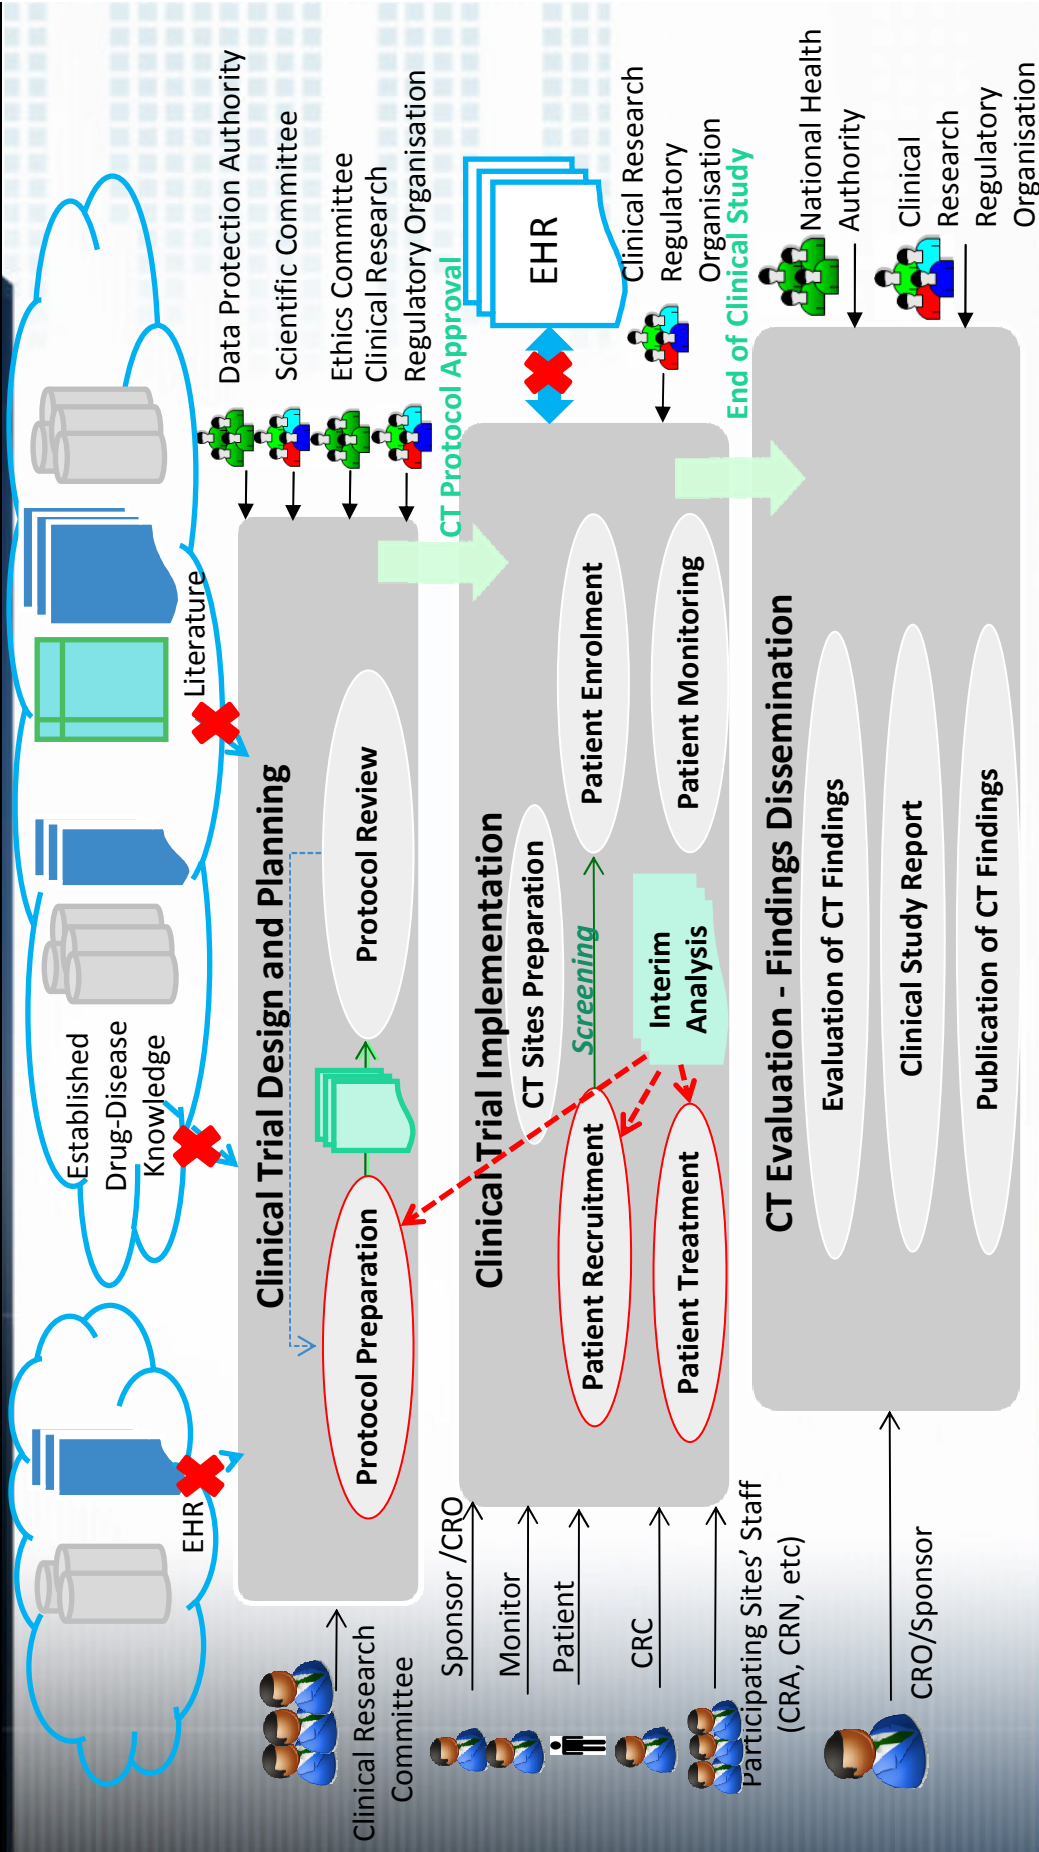 EHR
Established
Drug-Disease
Knowledge
Literature
Clinical Research
Committee
Clinical Trial Design and Planning
Protocol Preparation
Protocol Review
Data Protection Authority
Scientific Committee
Ethics Committee
Clinical Research
Regulatory Organisation
CT Protocol Approval
Sponsor /CRO
Monitor
Patient
CRC
Participating Sites' Staff
(CRA, CRN, etc)
Clinical Trial Implementation
CT Sites Preparation
Patient Recruitment
Screening
Patient Enrolment
Patient Treatment
Interim
Analysis
Patient Monitoring
EHR
Clinical Research
Regulatory
Organisation
End of Clinical Study
CRO/Sponsor
CT Evaluation - Findings Dissemination
Evaluation of CT Findings
Clinical Study Report
Publication of CT Findings
National Health
Authority
Clinical
Research
Regulatory
Organisation